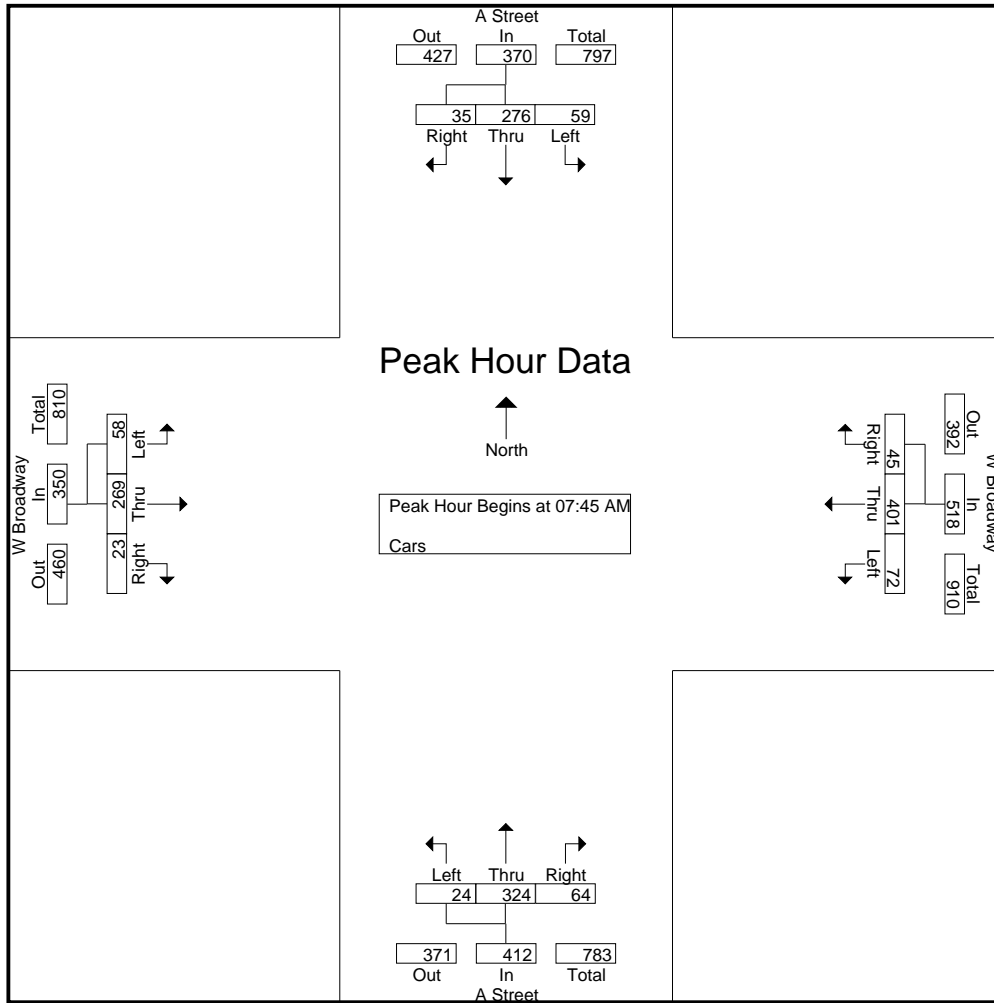 A Street
Out In Total
427 370 797
35 276 59
Right Thru Left
Peak Hour Data
North
Peak Hour Begins at 07:45 AM
Cars
W Broadway
Total In Out
810 350 460
58 269 23
Left Thru Right
W Broadway
Out In Total
392 518 910
45 401 72
Right Thru Left
Left Thru Right
24 324 64
371 412 783
Out In Total
A Street